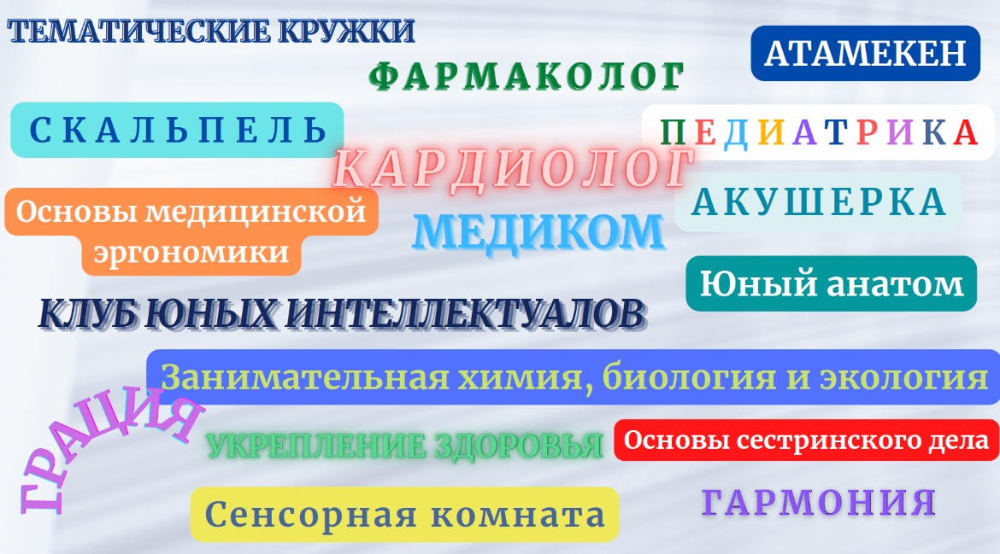 ТЕМАТИЧЕСКИЕ КРУЖКИ
АТАМЕКЕН
ФАРМАКОЛОГ
СКАЛЬПЕЛЬ
ПЕДИАТРИКА
КАРДИОЛОГ
АКУШЕРКА
Основы медицинской
эргономики
МЕДИКОМ
Юный анатом
КЛУБ ЮНЫХ ИНТЕЛЛЕКТУАЛОВ
Занимательная химия, биология и экология
ГРАЦИЯ
УКРЕПЛЕНИЕ ЗДОРОВЬЯ
Основы сестринского дела
Сенсорная комната
ГАРМОНИЯ